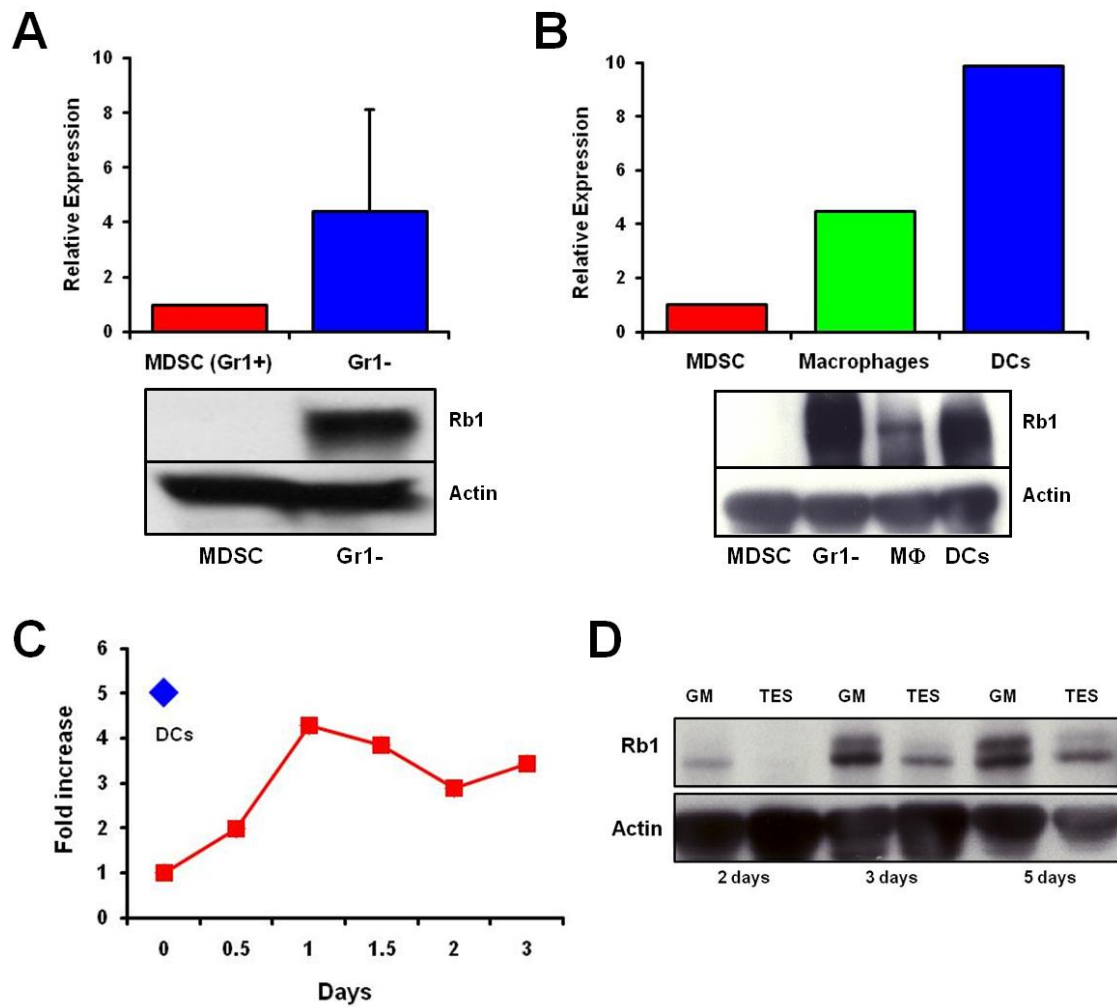 A
10
8
6
4
2
0
Relative Expression
MDSC (Gr1+) Gr1-
Rb1
Actin
MDSC Gr1-
B
10
8
6
4
2
0
Relative Expression
MDSC Macrophages DCs
Rb1
Actin
MDSC Gr1- MΦ DCs
C
6
5
4
3
2
1
0
Fold increase
DCs
0 0.5 1 1.5 2 3
Days
D
GM TES GM TES GM TES
Rb1
Actin
2 days 3 days 5 days